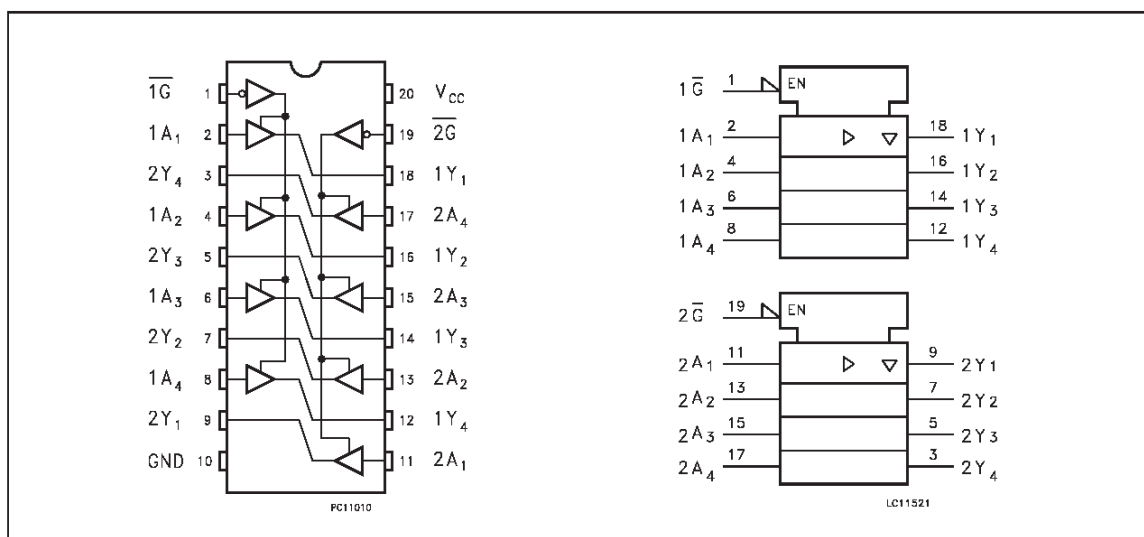 1G̅ 1 20 V_CC
1A₁ 2 19 2G̅
2Y₄ 3 18 1Y₁
1A₂ 4 17 2A₄
2Y₃ 5 16 1Y₂
1A₃ 6 15 2A₃
2Y₂ 7 14 1Y₃
1A₄ 8 13 2A₂
2Y₁ 9 12 1Y₄
GND 10 11 2A₁
PC11010
1G̅ 1 EN
1A₁ 2 18 1Y₁
1A₂ 4 16 1Y₂
1A₃ 6 14 1Y₃
1A₄ 8 12 1Y₄
2G̅ 19 EN
2A₁ 11 9 2Y₁
2A₂ 13 7 2Y₂
2A₃ 15 5 2Y₃
2A₄ 17 3 2Y₄
LC11521